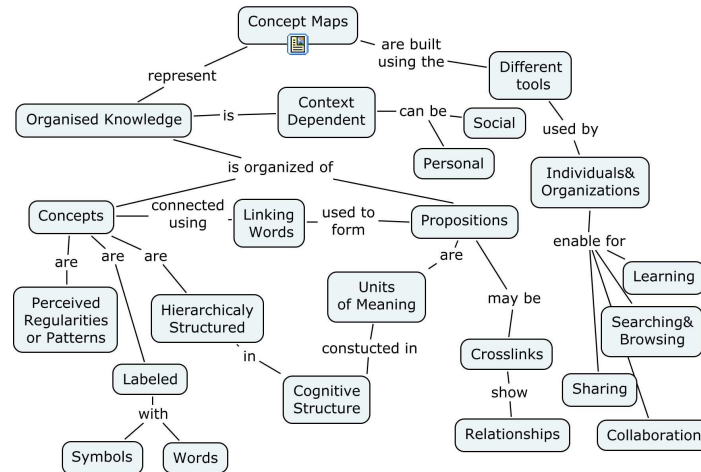 Concept Maps
are built
using the
Different
tools
represent
Organised Knowledge
is
Context
Dependent
can be
Social
Personal
used by
Individuals&
Organizations
is organized of
Concepts
connected
using
Linking
Words
used to
form
Propositions
enable for
Learning
Searching&
Browsing
Sharing
Collaboration
are
are
are
are
Perceived
Regularities
or Patterns
Hierarchicaly
Structured
Units
of Meaning
may be
in
constucted in
Crosslinks
Labeled
Cognitive
Structure
show
with
Symbols
Words
Relationships